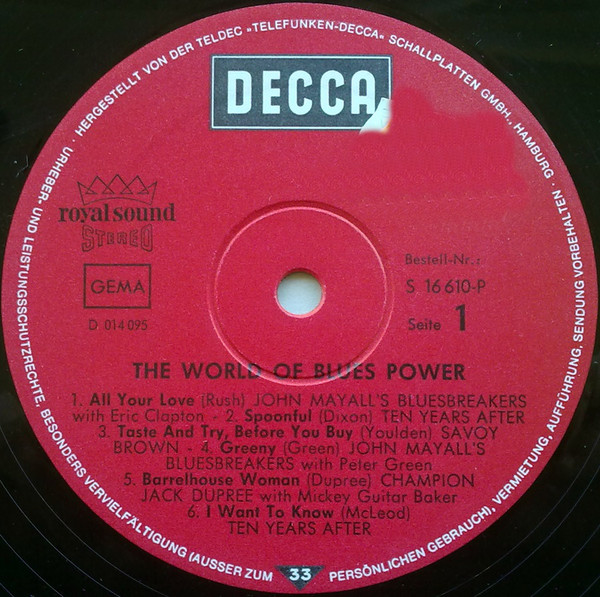 · HERGESTELLT VON DER TELDEC »TELEFUNKEN-DECCA« SCHALLPLATTEN GMBH., HAMBURG · URHEBER- UND LEISTUNGSSCHUTZRECHTE, BESONDERS VERVIELFÄLTIGUNG (AUSSER ZUM PERSÖNLICHEN GEBRAUCH), VERMIETUNG, AUFFÜHRUNG, SENDUNG VORBEHALTEN ·
DECCA
royal sound
STEREO
GEMA
D 014 095
Bestell-Nr.:
S 16 610-P
Seite 1
THE WORLD OF BLUES POWER
1. All Your Love (Rush) JOHN MAYALL'S BLUESBREAKERS
with Eric Clapton - 2. Spoonful (Dixon) TEN YEARS AFTER
3. Taste And Try, Before You Buy (Youlden) SAVOY
BROWN - 4. Greeny (Green) JOHN MAYALL'S
BLUESBREAKERS with Peter Green
5. Barrelhouse Woman (Dupree) CHAMPION
JACK DUPREE with Mickey Guitar Baker
6. I Want To Know (McLeod)
TEN YEARS AFTER
33